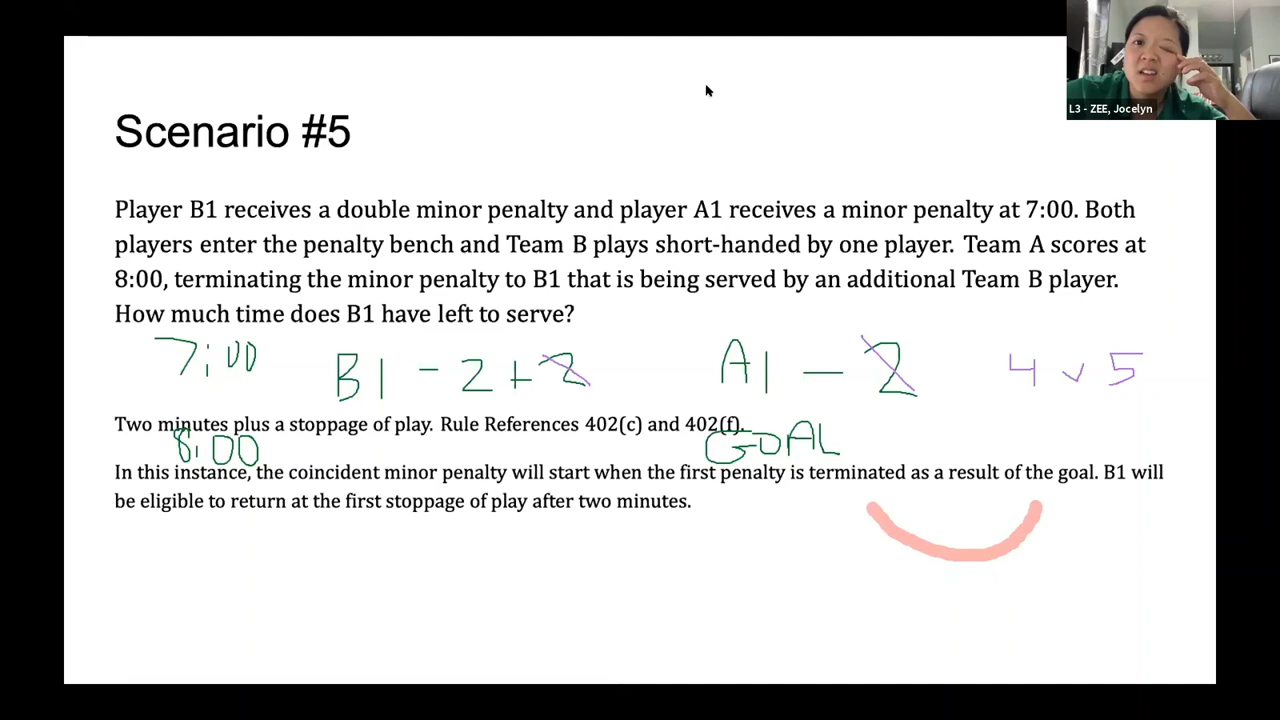 L3 - ZEE, Jocelyn
Scenario #5
Player B1 receives a double minor penalty and player A1 receives a minor penalty at 7:00. Both
players enter the penalty bench and Team B plays short-handed by one player. Team A scores at
8:00, terminating the minor penalty to B1 that is being served by an additional Team B player.
How much time does B1 have left to serve?
7:00 B1 - 2 + 2 A1 - 2 4 v 5
Two minutes plus a stoppage of play. Rule References 402(c) and 402(f).
8:00 GOAL
In this instance, the coincident minor penalty will start when the first penalty is terminated as a result of the goal. B1 will
be eligible to return at the first stoppage of play after two minutes.